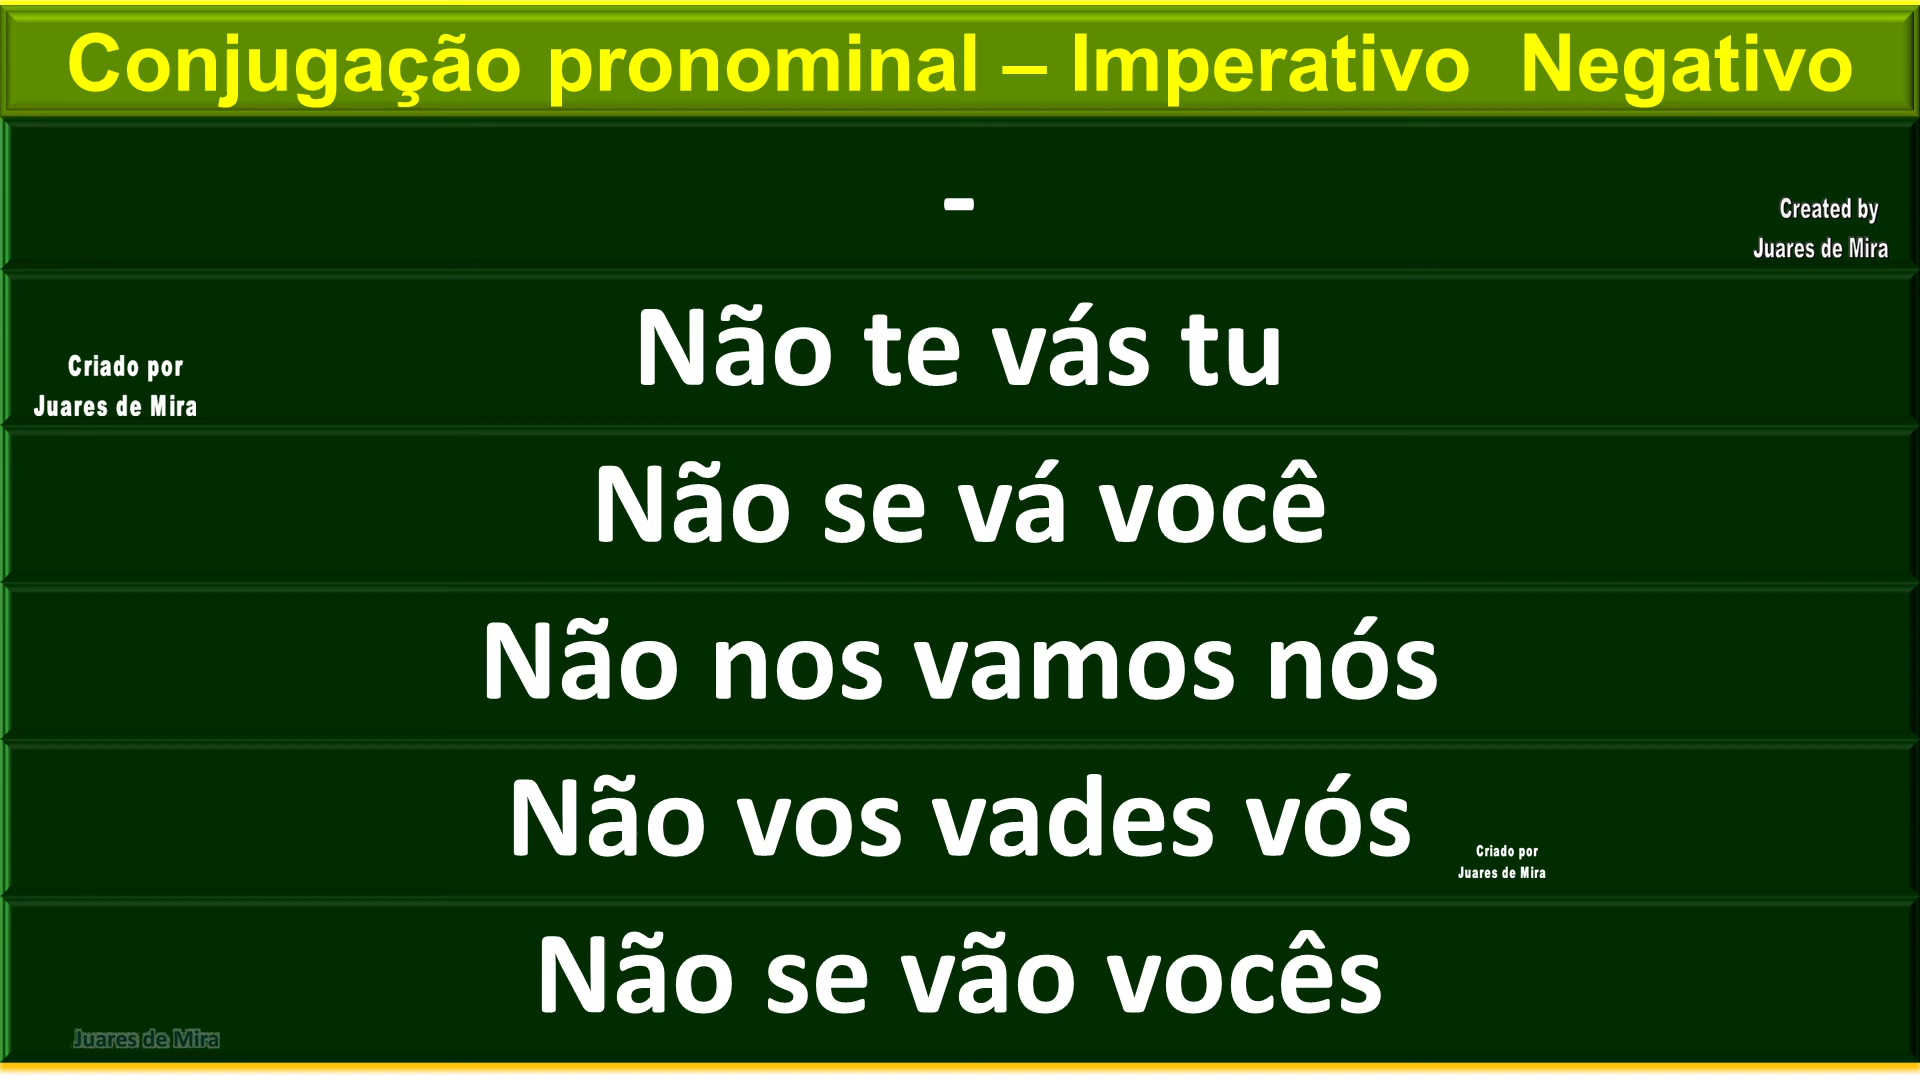 Conjugação pronominal – Imperativo Negativo
-
Created by
Juares de Mira
Não te vás tu
Criado por
Juares de Mira
Não se vá você
Não nos vamos nós
Não vos vades vós
Criado por
Juares de Mira
Não se vão vocês
Juares de Mira